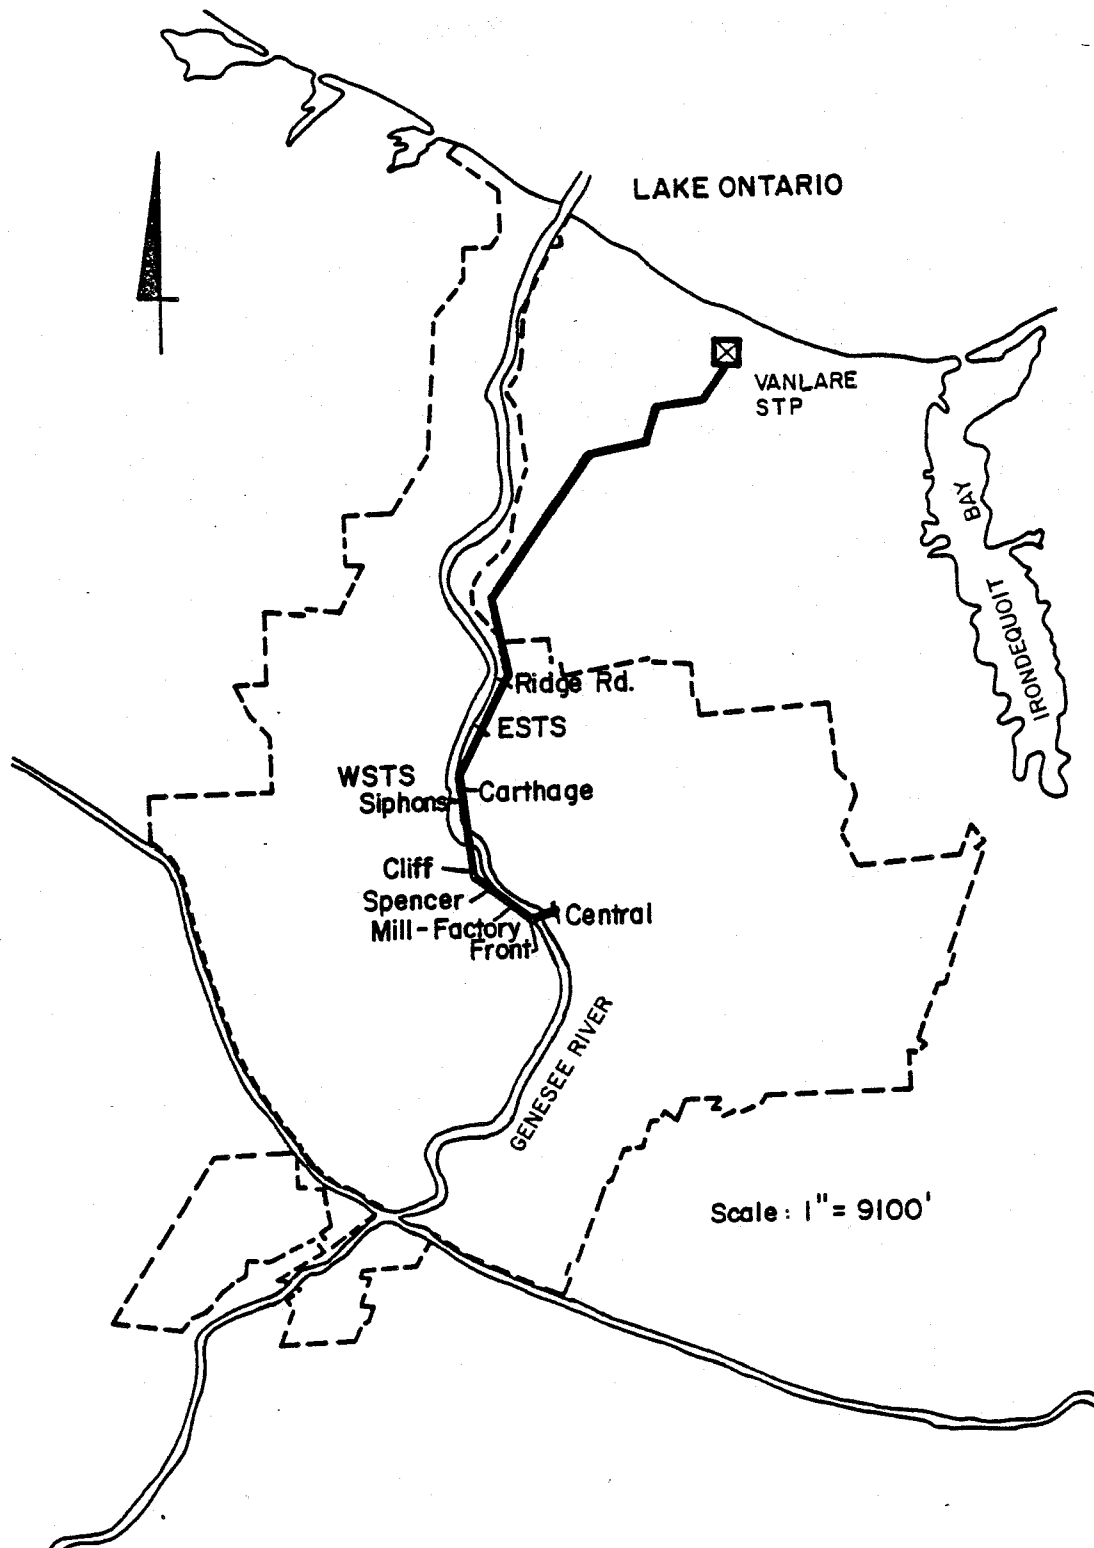 LAKE ONTARIO
VANLARE
STP
BAY
IRONDEQUOIT
Ridge Rd.
ESTS
WSTS
Siphons
Carthage
Cliff
Spencer
Mill-Factory
Front
Central
GENESEE RIVER
Scale: 1" = 9100'